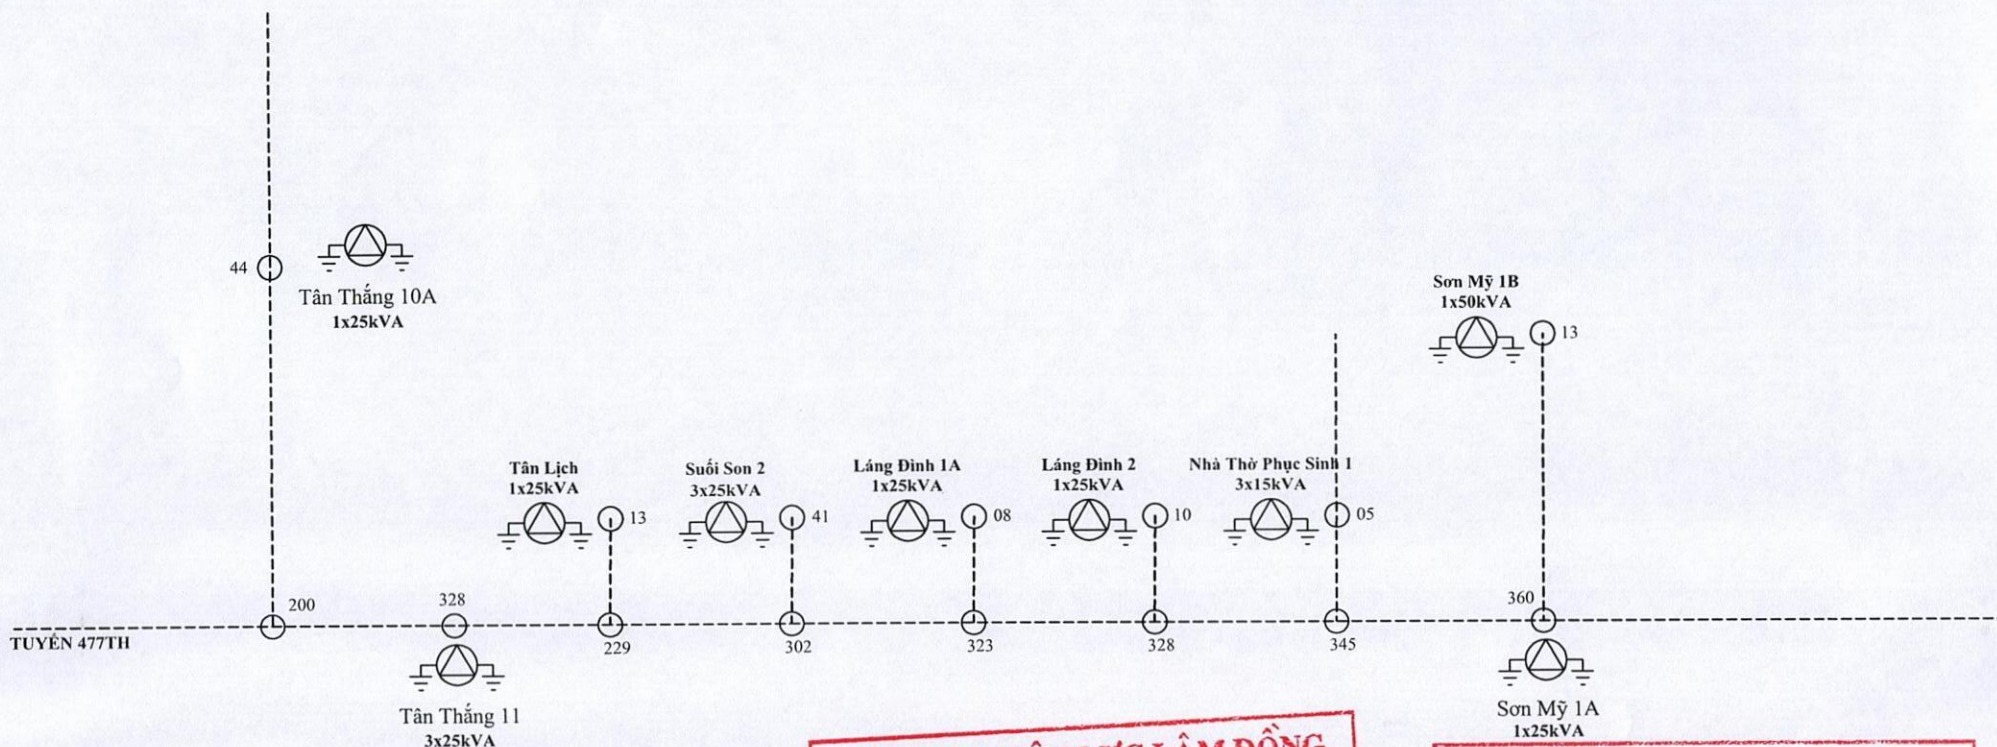 44
Tân Thắng 10A
1x25kVA
Sơn Mỹ 1B
1x50kVA
13
Tân Lịch
1x25kVA
13
Suối Son 2
3x25kVA
41
Láng Đình 1A
1x25kVA
08
Láng Đình 2
1x25kVA
10
Nhà Thờ Phục Sinh 1
3x15kVA
05
200
328
360
TUYẾN 477TH
229
302
323
328
345
Tân Thắng 11
3x25kVA
Sơn Mỹ 1A
1x25kVA
LÂM ĐỒNG